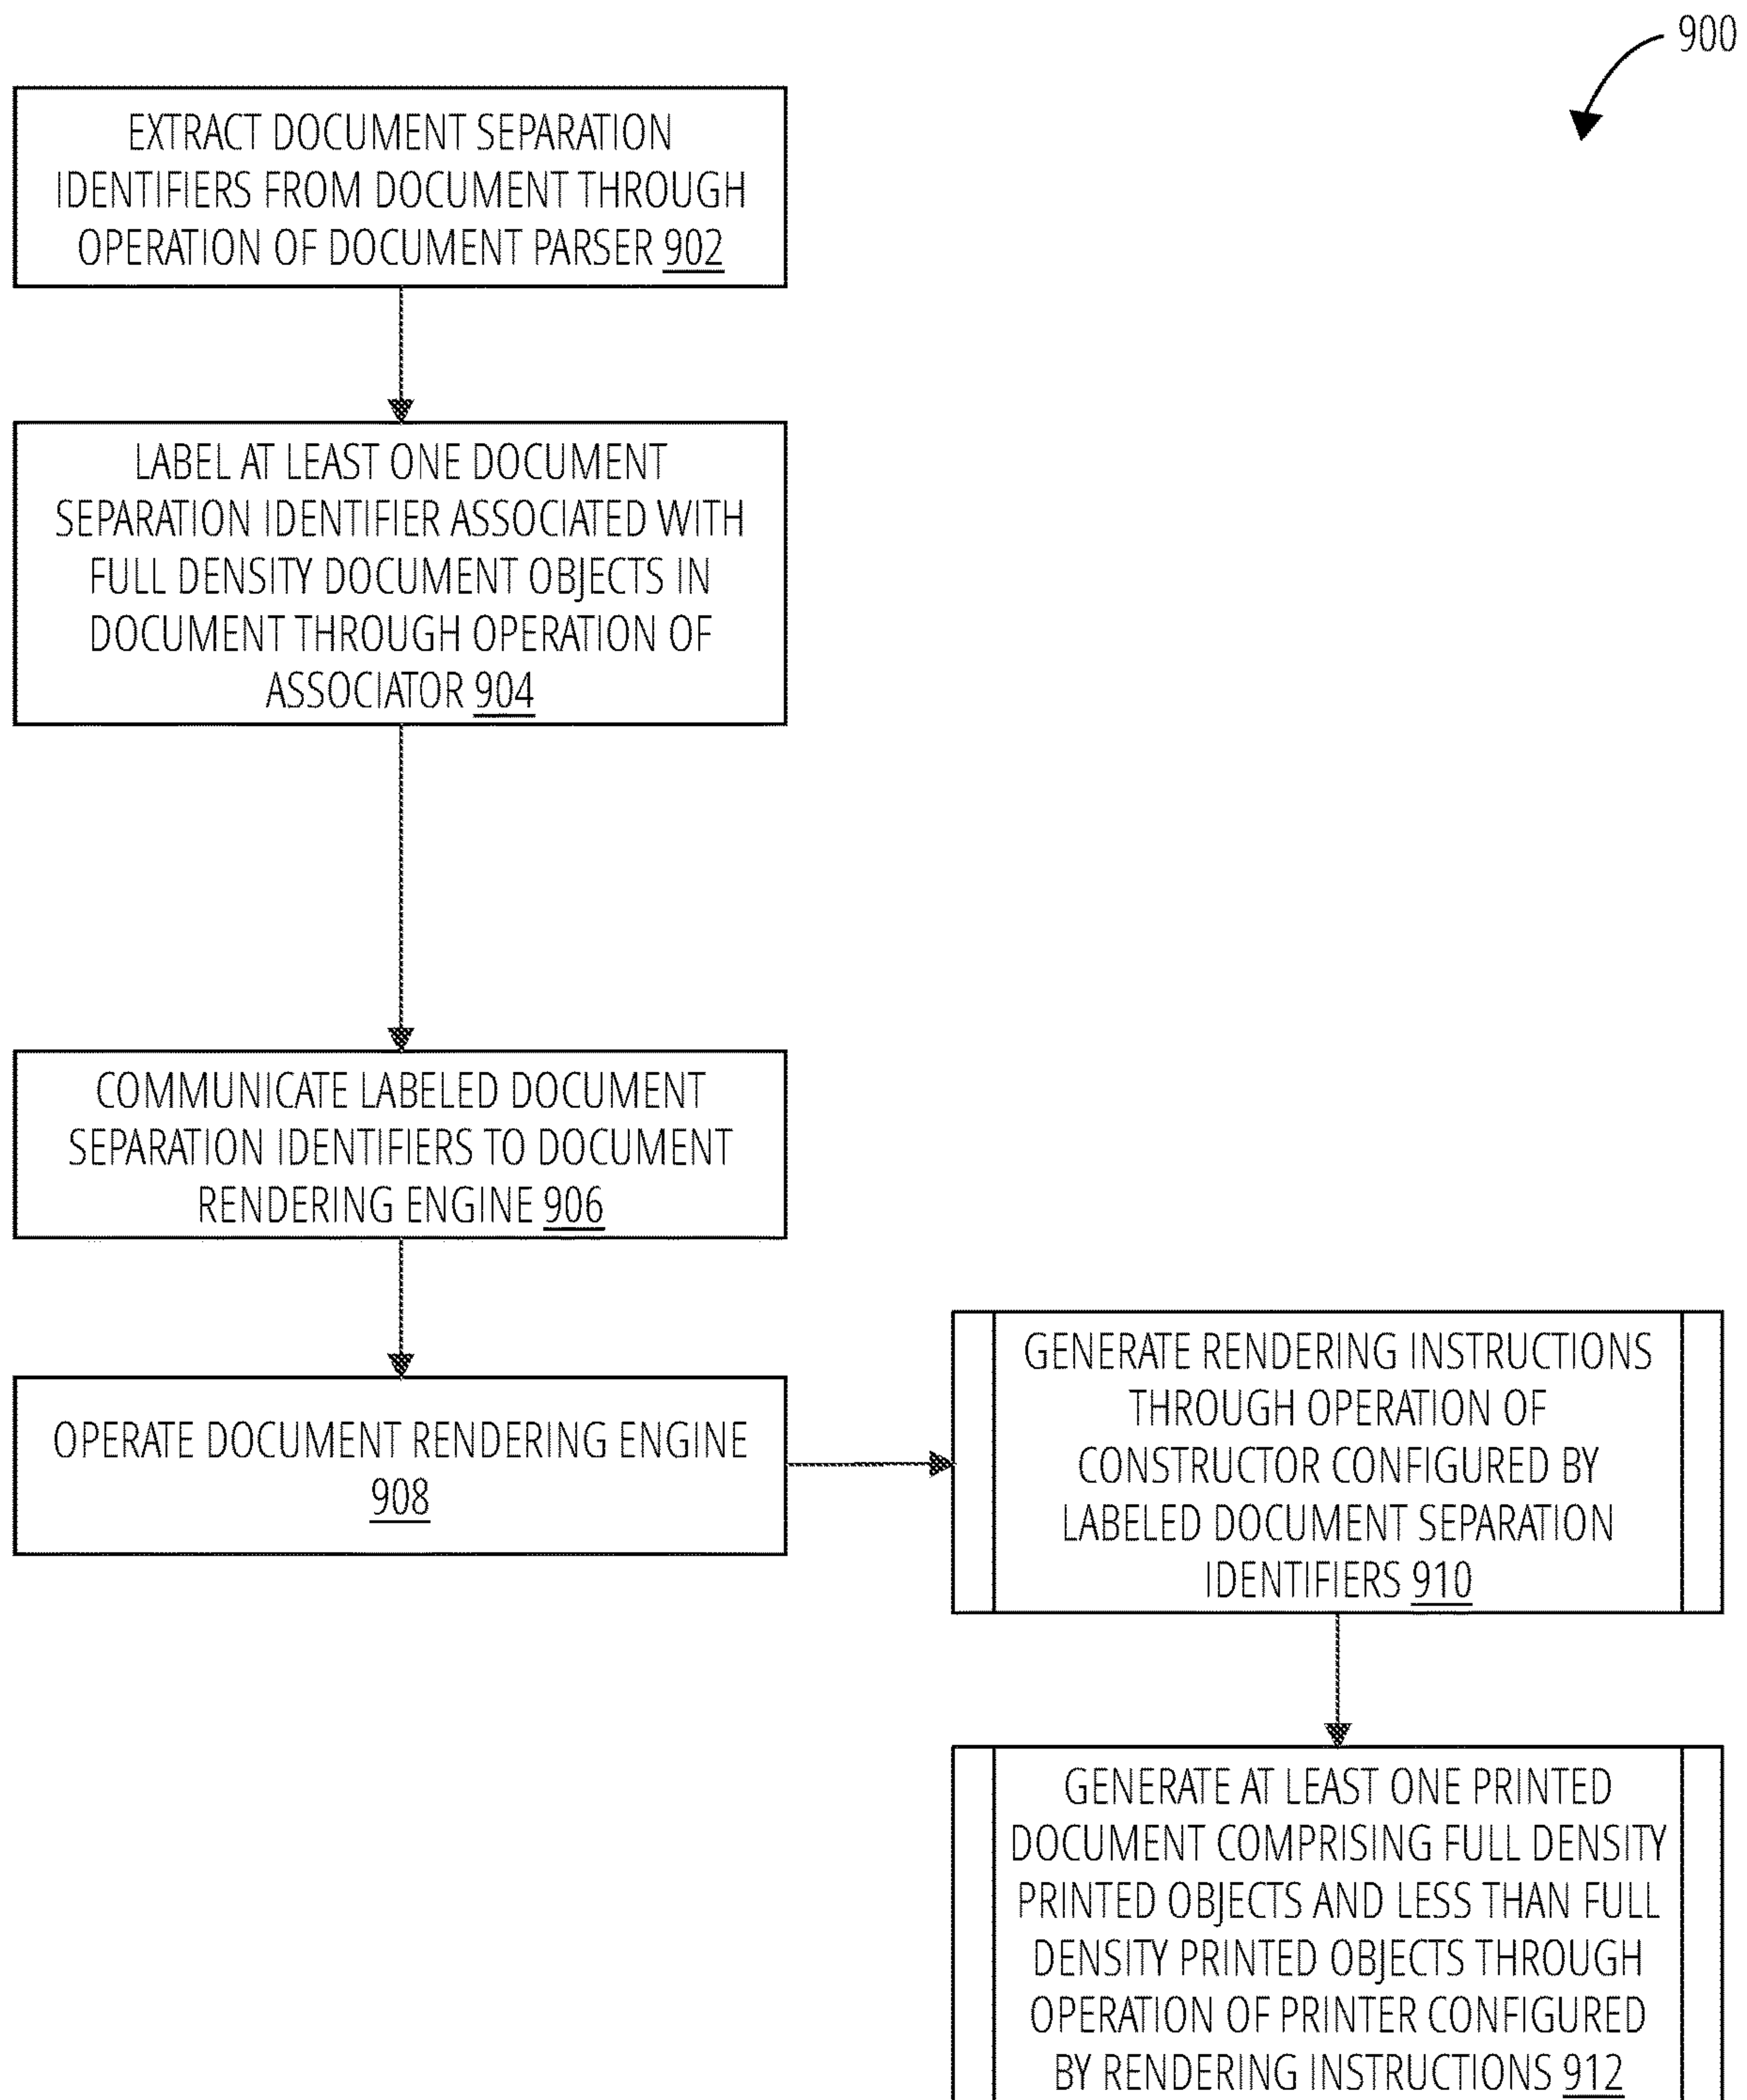 900
EXTRACT DOCUMENT SEPARATION
IDENTIFIERS FROM DOCUMENT THROUGH
OPERATION OF DOCUMENT PARSER 902
LABEL AT LEAST ONE DOCUMENT
SEPARATION IDENTIFIER ASSOCIATED WITH
FULL DENSITY DOCUMENT OBJECTS IN
DOCUMENT THROUGH OPERATION OF
ASSOCIATOR 904
COMMUNICATE LABELED DOCUMENT
SEPARATION IDENTIFIERS TO DOCUMENT
RENDERING ENGINE 906
OPERATE DOCUMENT RENDERING ENGINE
908
GENERATE RENDERING INSTRUCTIONS
THROUGH OPERATION OF
CONSTRUCTOR CONFIGURED BY
LABELED DOCUMENT SEPARATION
IDENTIFIERS 910
GENERATE AT LEAST ONE PRINTED
DOCUMENT COMPRISING FULL DENSITY
PRINTED OBJECTS AND LESS THAN FULL
DENSITY PRINTED OBJECTS THROUGH
OPERATION OF PRINTER CONFIGURED
BY RENDERING INSTRUCTIONS 912